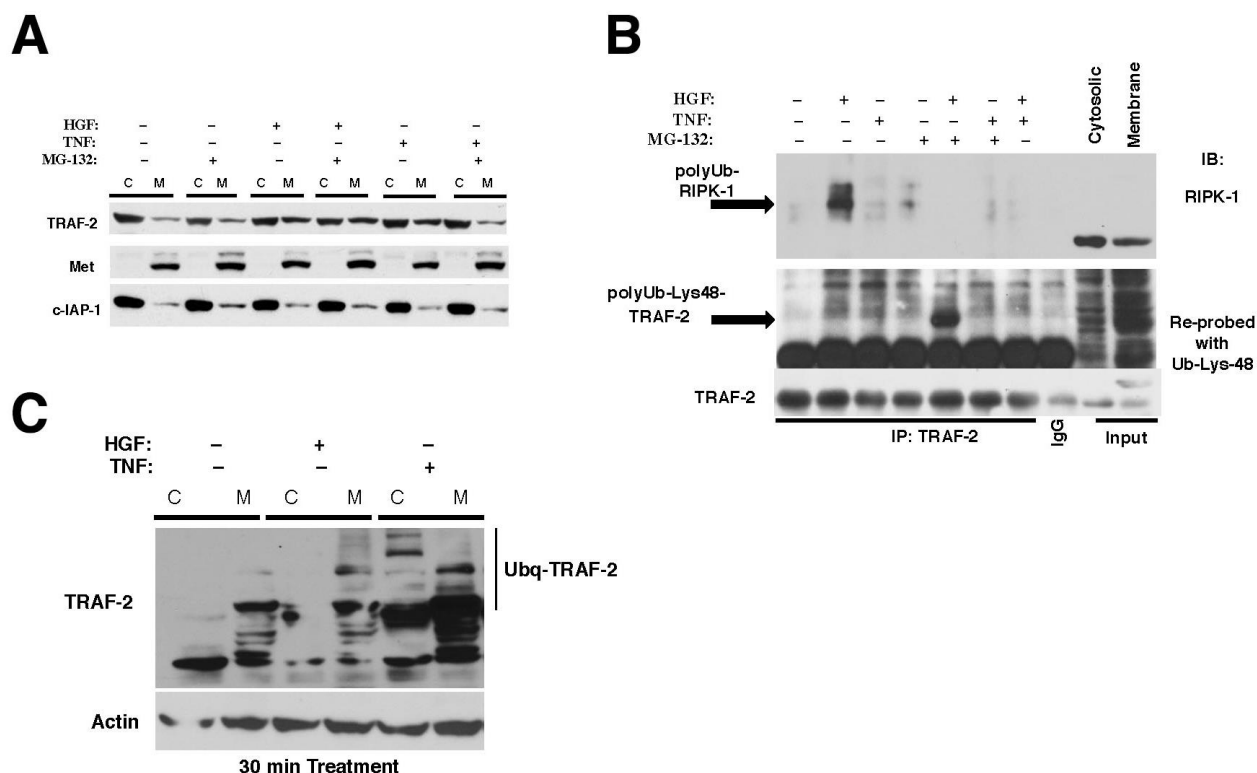 A
HGF: – – + + – –
TNF: – – – – + +
MG-132: – + – + – +
C M C M C M C M C M C M
TRAF-2
Met
c-IAP-1
B
HGF: – + – – + – +
TNF: – – + – – + +
MG-132: – – – + + + –
Cytosolic
Membrane
IB:
polyUb-
RIPK-1
RIPK-1
polyUb-Lys48-
TRAF-2
Re-probed
with
Ub-Lys-48
TRAF-2
IP: TRAF-2
IgG
Input
C
HGF: – + –
TNF: – – +
C M C M C M
TRAF-2
Ubq-TRAF-2
Actin
30 min Treatment